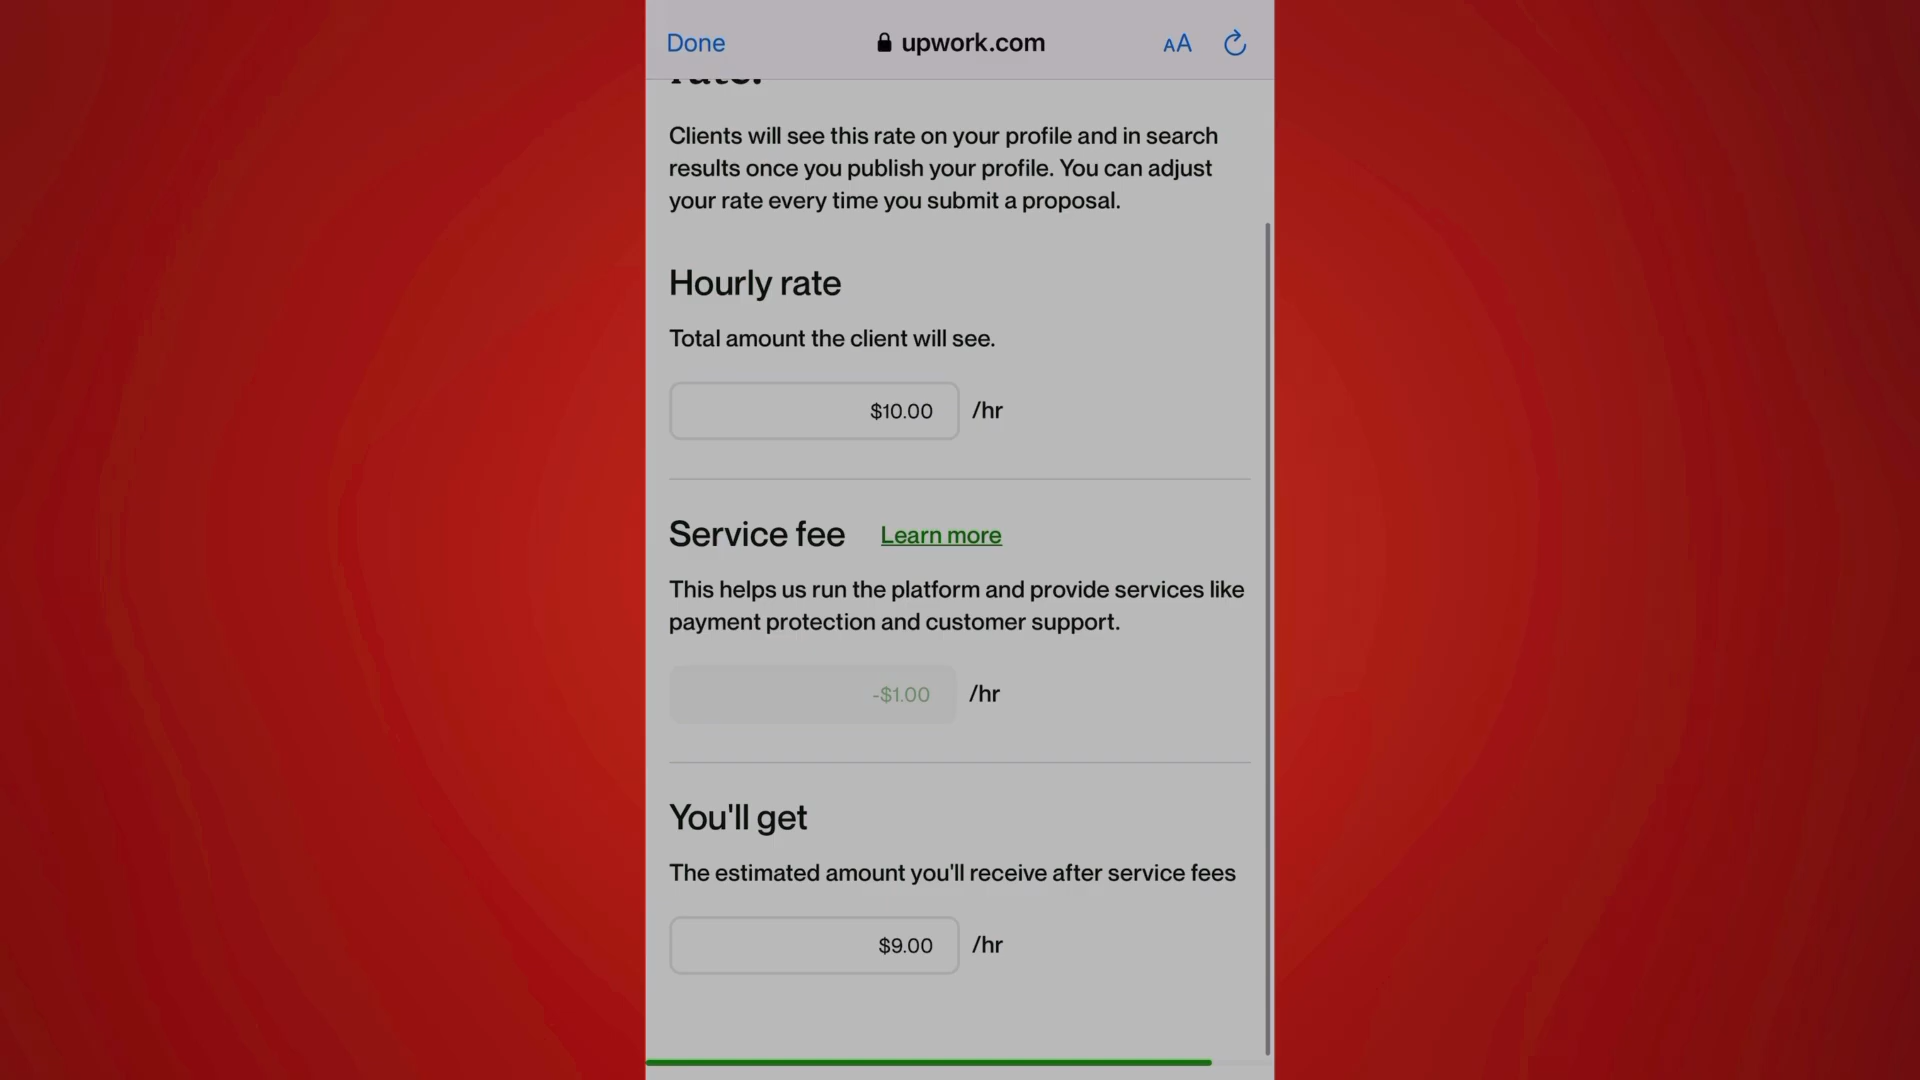 Done
upwork.com
AA
rate.
Clients will see this rate on your profile and in search
results once you publish your profile. You can adjust
your rate every time you submit a proposal.
Hourly rate
Total amount the client will see.
$10.00 /hr
Service fee Learn more
This helps us run the platform and provide services like
payment protection and customer support.
-$1.00 /hr
You'll get
The estimated amount you'll receive after service fees
$9.00 /hr